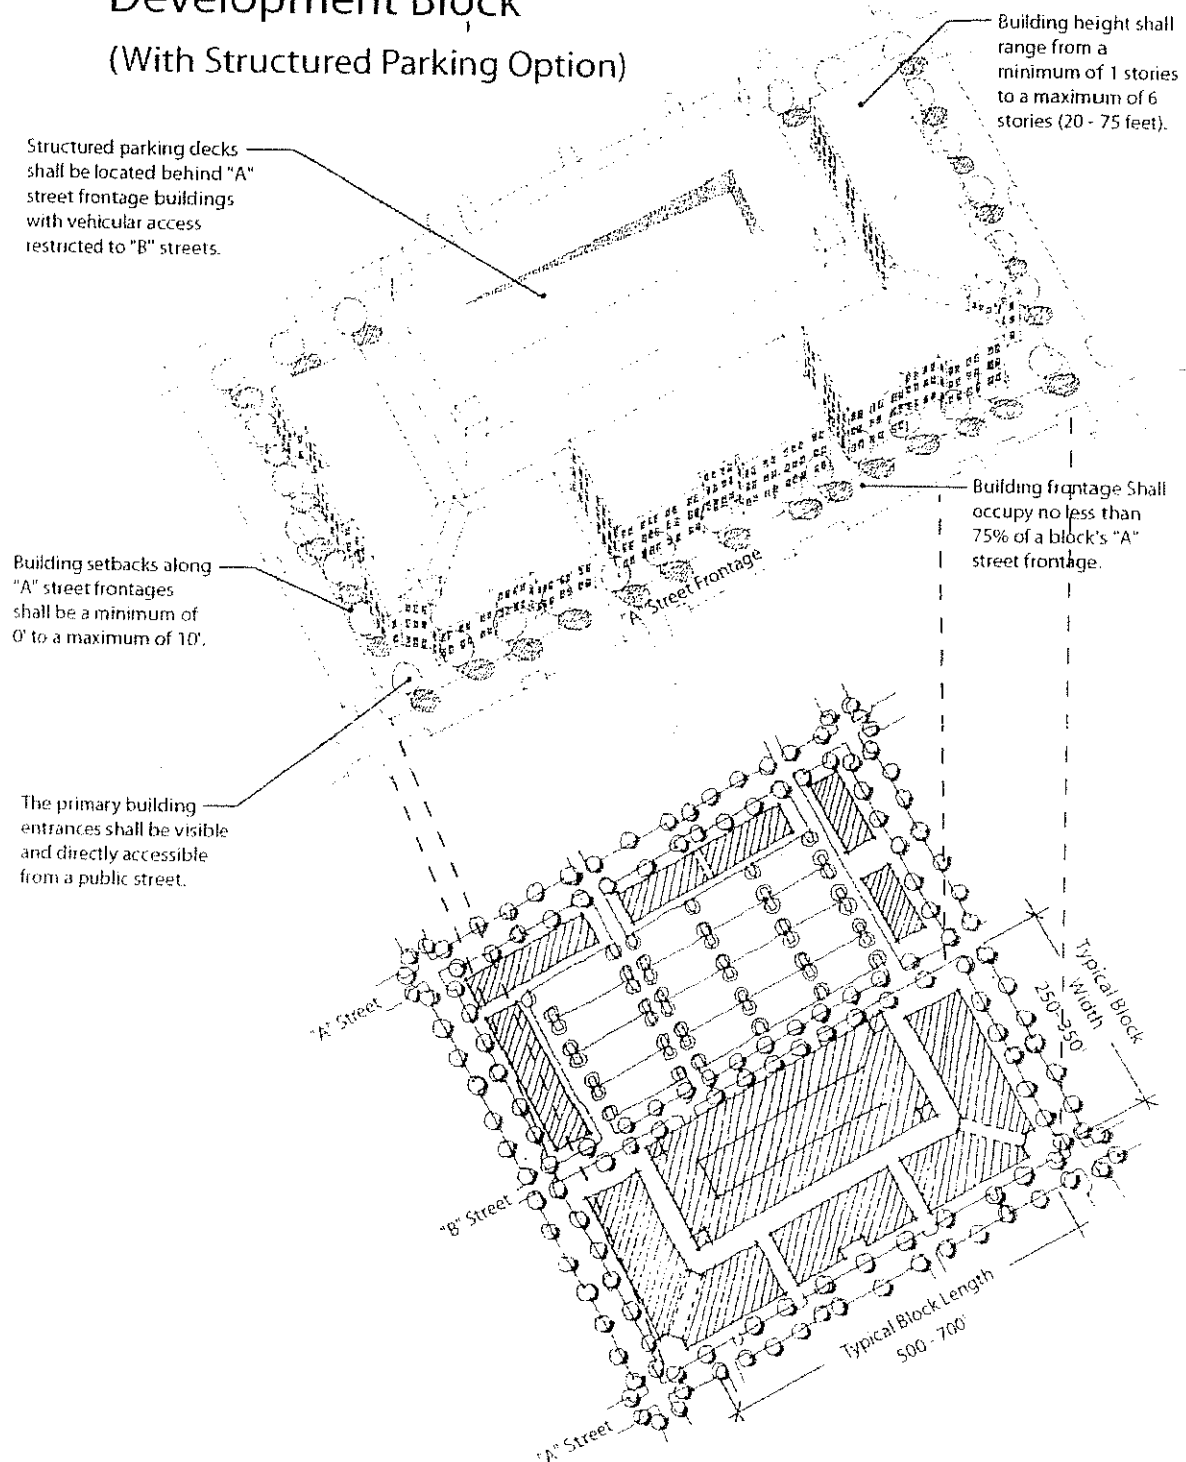 Development Block
(With Structured Parking Option)
Building height shall
range from a
minimum of 1 stories
to a maximum of 6
stories (20 - 75 feet).
Structured parking decks
shall be located behind "A"
street frontage buildings
with vehicular access
restricted to "B" streets.
Building frontage Shall
occupy no less than
75% of a block's "A"
street frontage.
"A" Street Frontage
Building setbacks along
"A" street frontages
shall be a minimum of
0' to a maximum of 10'.
The primary building
entrances shall be visible
and directly accessible
from a public street.
"A" Street
Typical Block
Width
250-350'
"B" Street
Typical Block Length
500 - 700'
"A" Street